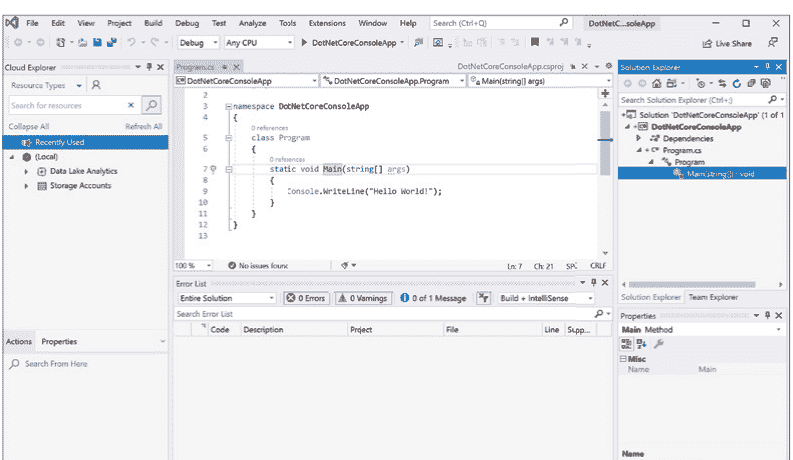 File Edit View Project Build Debug Test Analyze Tools Extensions Window Help Search (Ctrl+Q) DotNetC...soleApp
Debug Any CPU DotNetCoreConsoleApp Live Share
Cloud Explorer
Resource Types
Search for resources
Collapse All Refresh All
Recently Used
(Local)
Data Lake Analytics
Storage Accounts
Actions Properties
Search From Here
Program.cs DotNetCoreConsoleApp.csproj
DotNetCoreConsoleApp DotNetCoreConsoleApp.Program Main(string[] args)
2
3 namespace DotNetCoreConsoleApp
4 {
0 references
5 class Program
6 {
0 references
7 static void Main(string[] args)
8 {
9 Console.WriteLine("Hello World!");
10 }
11 }
12 }
13
100 % No issues found Ln: 7 Ch: 21 SPC CRLF
Error List
Entire Solution 0 Errors 0 Warnings 0 of 1 Message Build + IntelliSense
Search Error List
Code Description Project File Line Supp...
Solution Explorer
Search Solution Explorer (Ctrl+;)
Solution 'DotNetCoreConsoleApp' (1 of 1
DotNetCoreConsoleApp
Dependencies
Program.cs
Program
Main(string[]) : void
Solution Explorer Team Explorer
Properties
Main Method
Misc
Name Main
Name